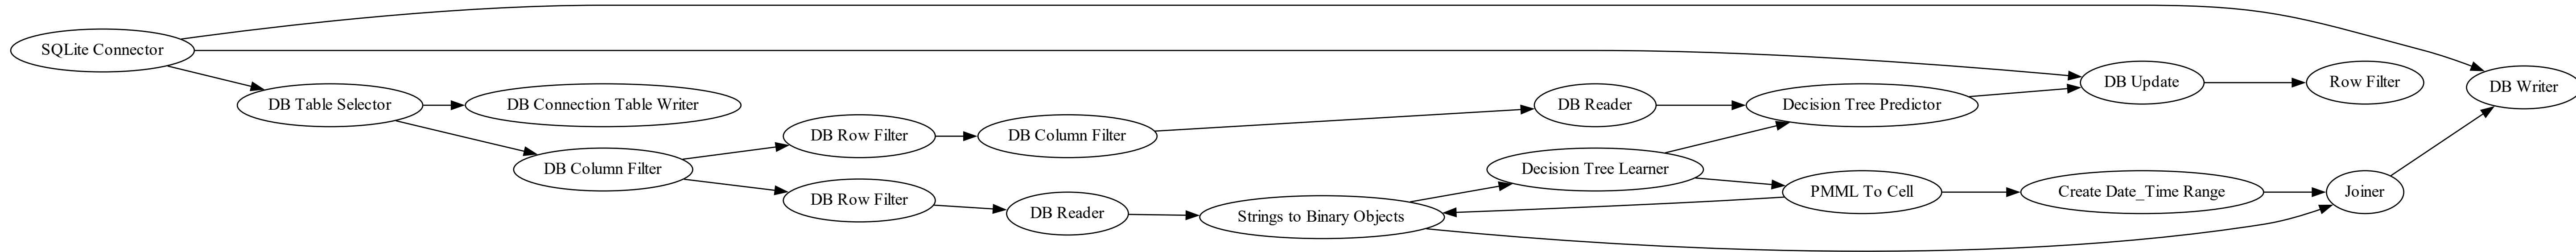 SQLite Connector
DB Table Selector
DB Connection Table Writer
DB Column Filter
DB Row Filter
DB Column Filter
DB Reader
Decision Tree Predictor
DB Update
Row Filter
DB Writer
DB Row Filter
DB Reader
Strings to Binary Objects
Decision Tree Learner
PMML To Cell
Create Date_Time Range
Joiner